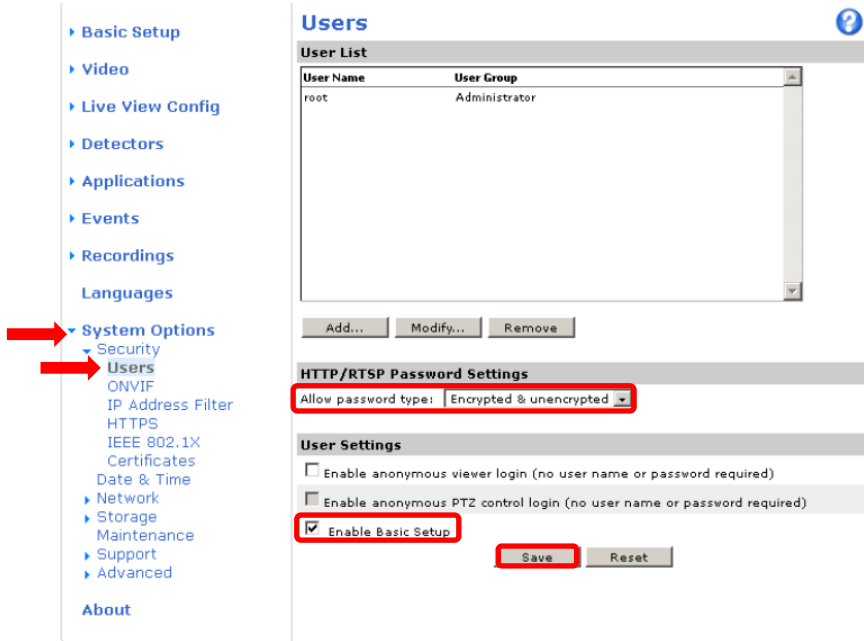 Basic Setup
Video
Live View Config
Detectors
Applications
Events
Recordings
Languages
System Options
Security
Users
ONVIF
IP Address Filter
HTTPS
IEEE 802.1X
Certificates
Date & Time
Network
Storage
Maintenance
Support
Advanced
About
Users
?
User List
User Name User Group
root Administrator
Add... Modify... Remove
HTTP/RTSP Password Settings
Allow password type: Encrypted & unencrypted
User Settings
Enable anonymous viewer login (no user name or password required)
Enable anonymous PTZ control login (no user name or password required)
Enable Basic Setup
Save Reset